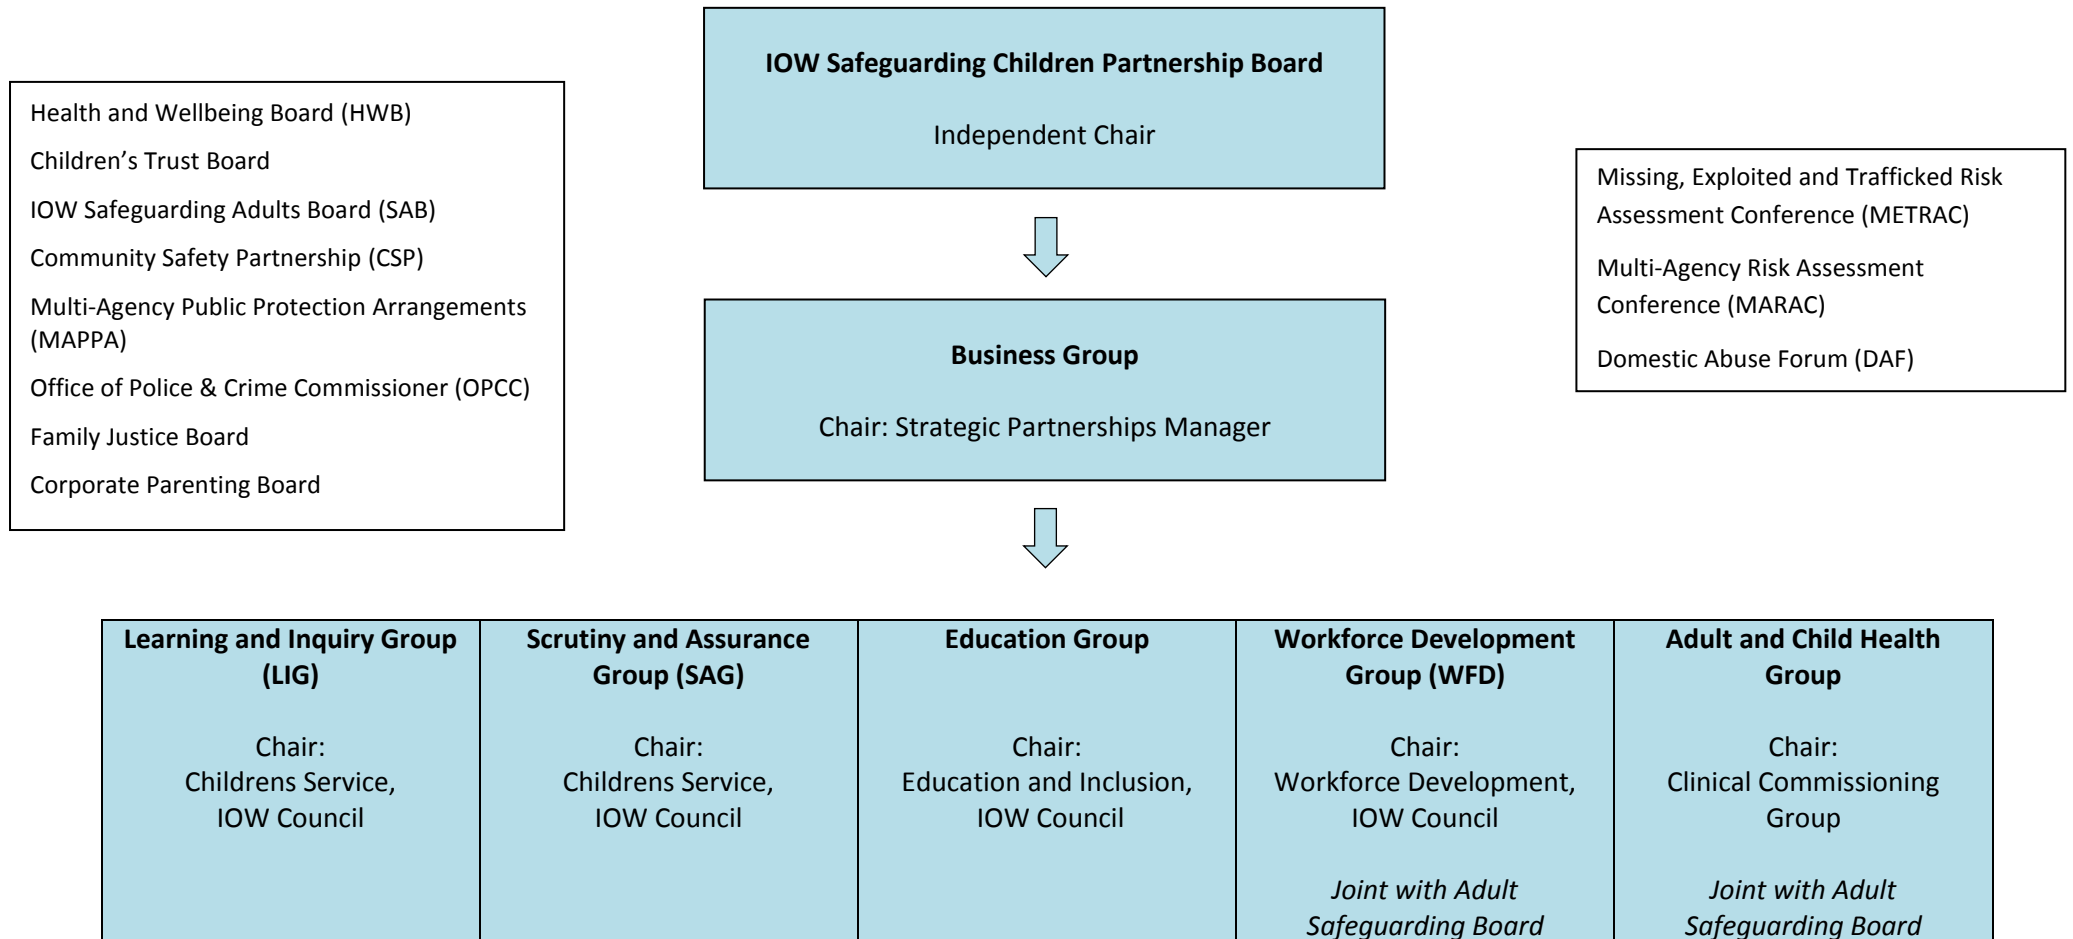 IOW Safeguarding Children Partnership Board
Independent Chair
Health and Wellbeing Board (HWB)
Children’s Trust Board
IOW Safeguarding Adults Board (SAB)
Community Safety Partnership (CSP)
Multi-Agency Public Protection Arrangements
(MAPPA)
Office of Police & Crime Commissioner (OPCC)
Family Justice Board
Corporate Parenting Board
Missing, Exploited and Trafficked Risk
Assessment Conference (METRAC)
Multi-Agency Risk Assessment
Conference (MARAC)
Domestic Abuse Forum (DAF)
Business Group
Chair: Strategic Partnerships Manager
Learning and Inquiry Group
(LIG)
Chair:
Childrens Service,
IOW Council
Scrutiny and Assurance
Group (SAG)
Chair:
Childrens Service,
IOW Council
Education Group
Chair:
Education and Inclusion,
IOW Council
Workforce Development
Group (WFD)
Chair:
Workforce Development,
IOW Council
Joint with Adult
Safeguarding Board
Adult and Child Health
Group
Chair:
Clinical Commissioning
Group
Joint with Adult
Safeguarding Board